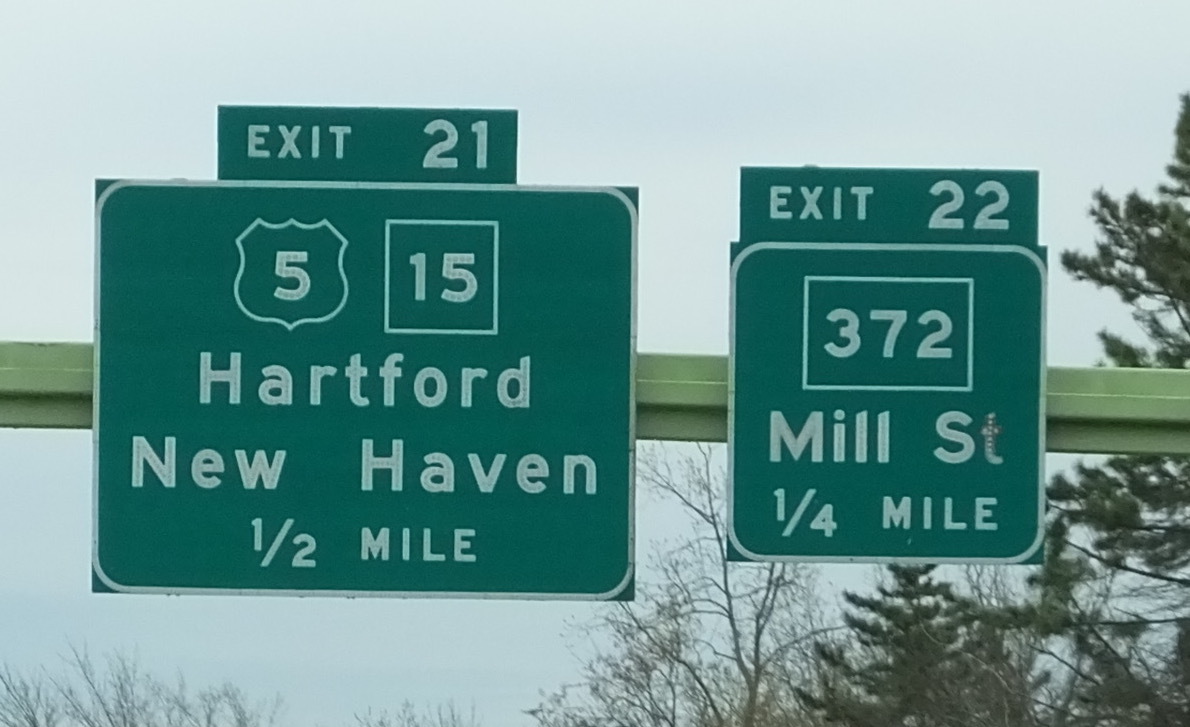 EXIT 21
5 15
Hartford
New Haven
1/2 MILE
EXIT 22
372
Mill St
1/4 MILE